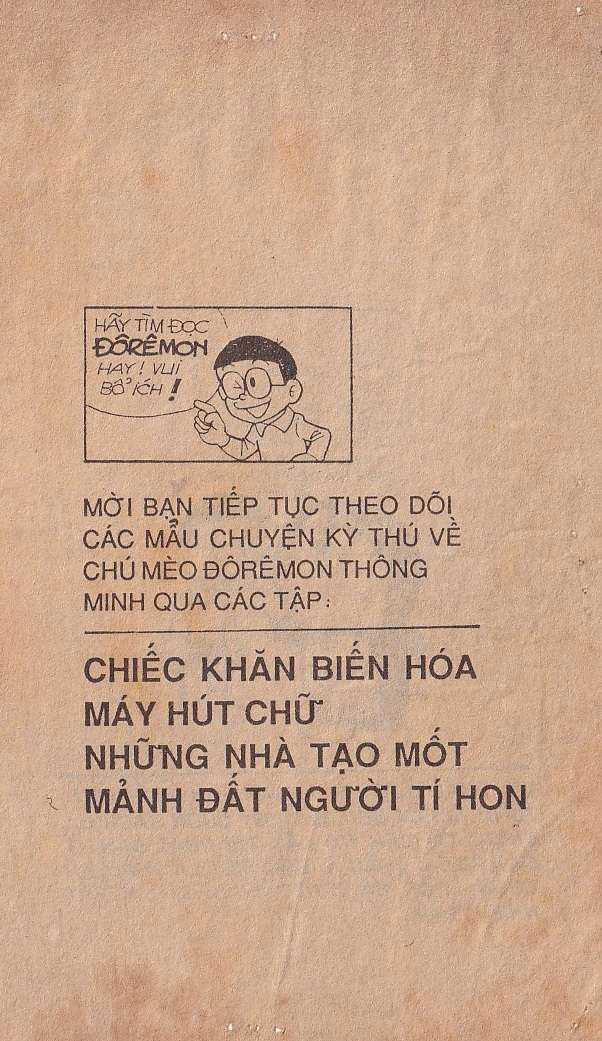 HÃY TÌM ĐỌC
ĐÔRÊMON
HAY! VUI
BỔ ÍCH!
MỜI BẠN TIẾP TỤC THEO DÕI
CÁC MẨU CHUYỆN KỲ THÚ VỀ
CHÚ MÈO ĐÔRÊMON THÔNG
MINH QUA CÁC TẬP:
CHIẾC KHĂN BIẾN HÓA
MÁY HÚT CHỮ
NHỮNG NHÀ TẠO MỐT
MẢNH ĐẤT NGƯỜI TÍ HON